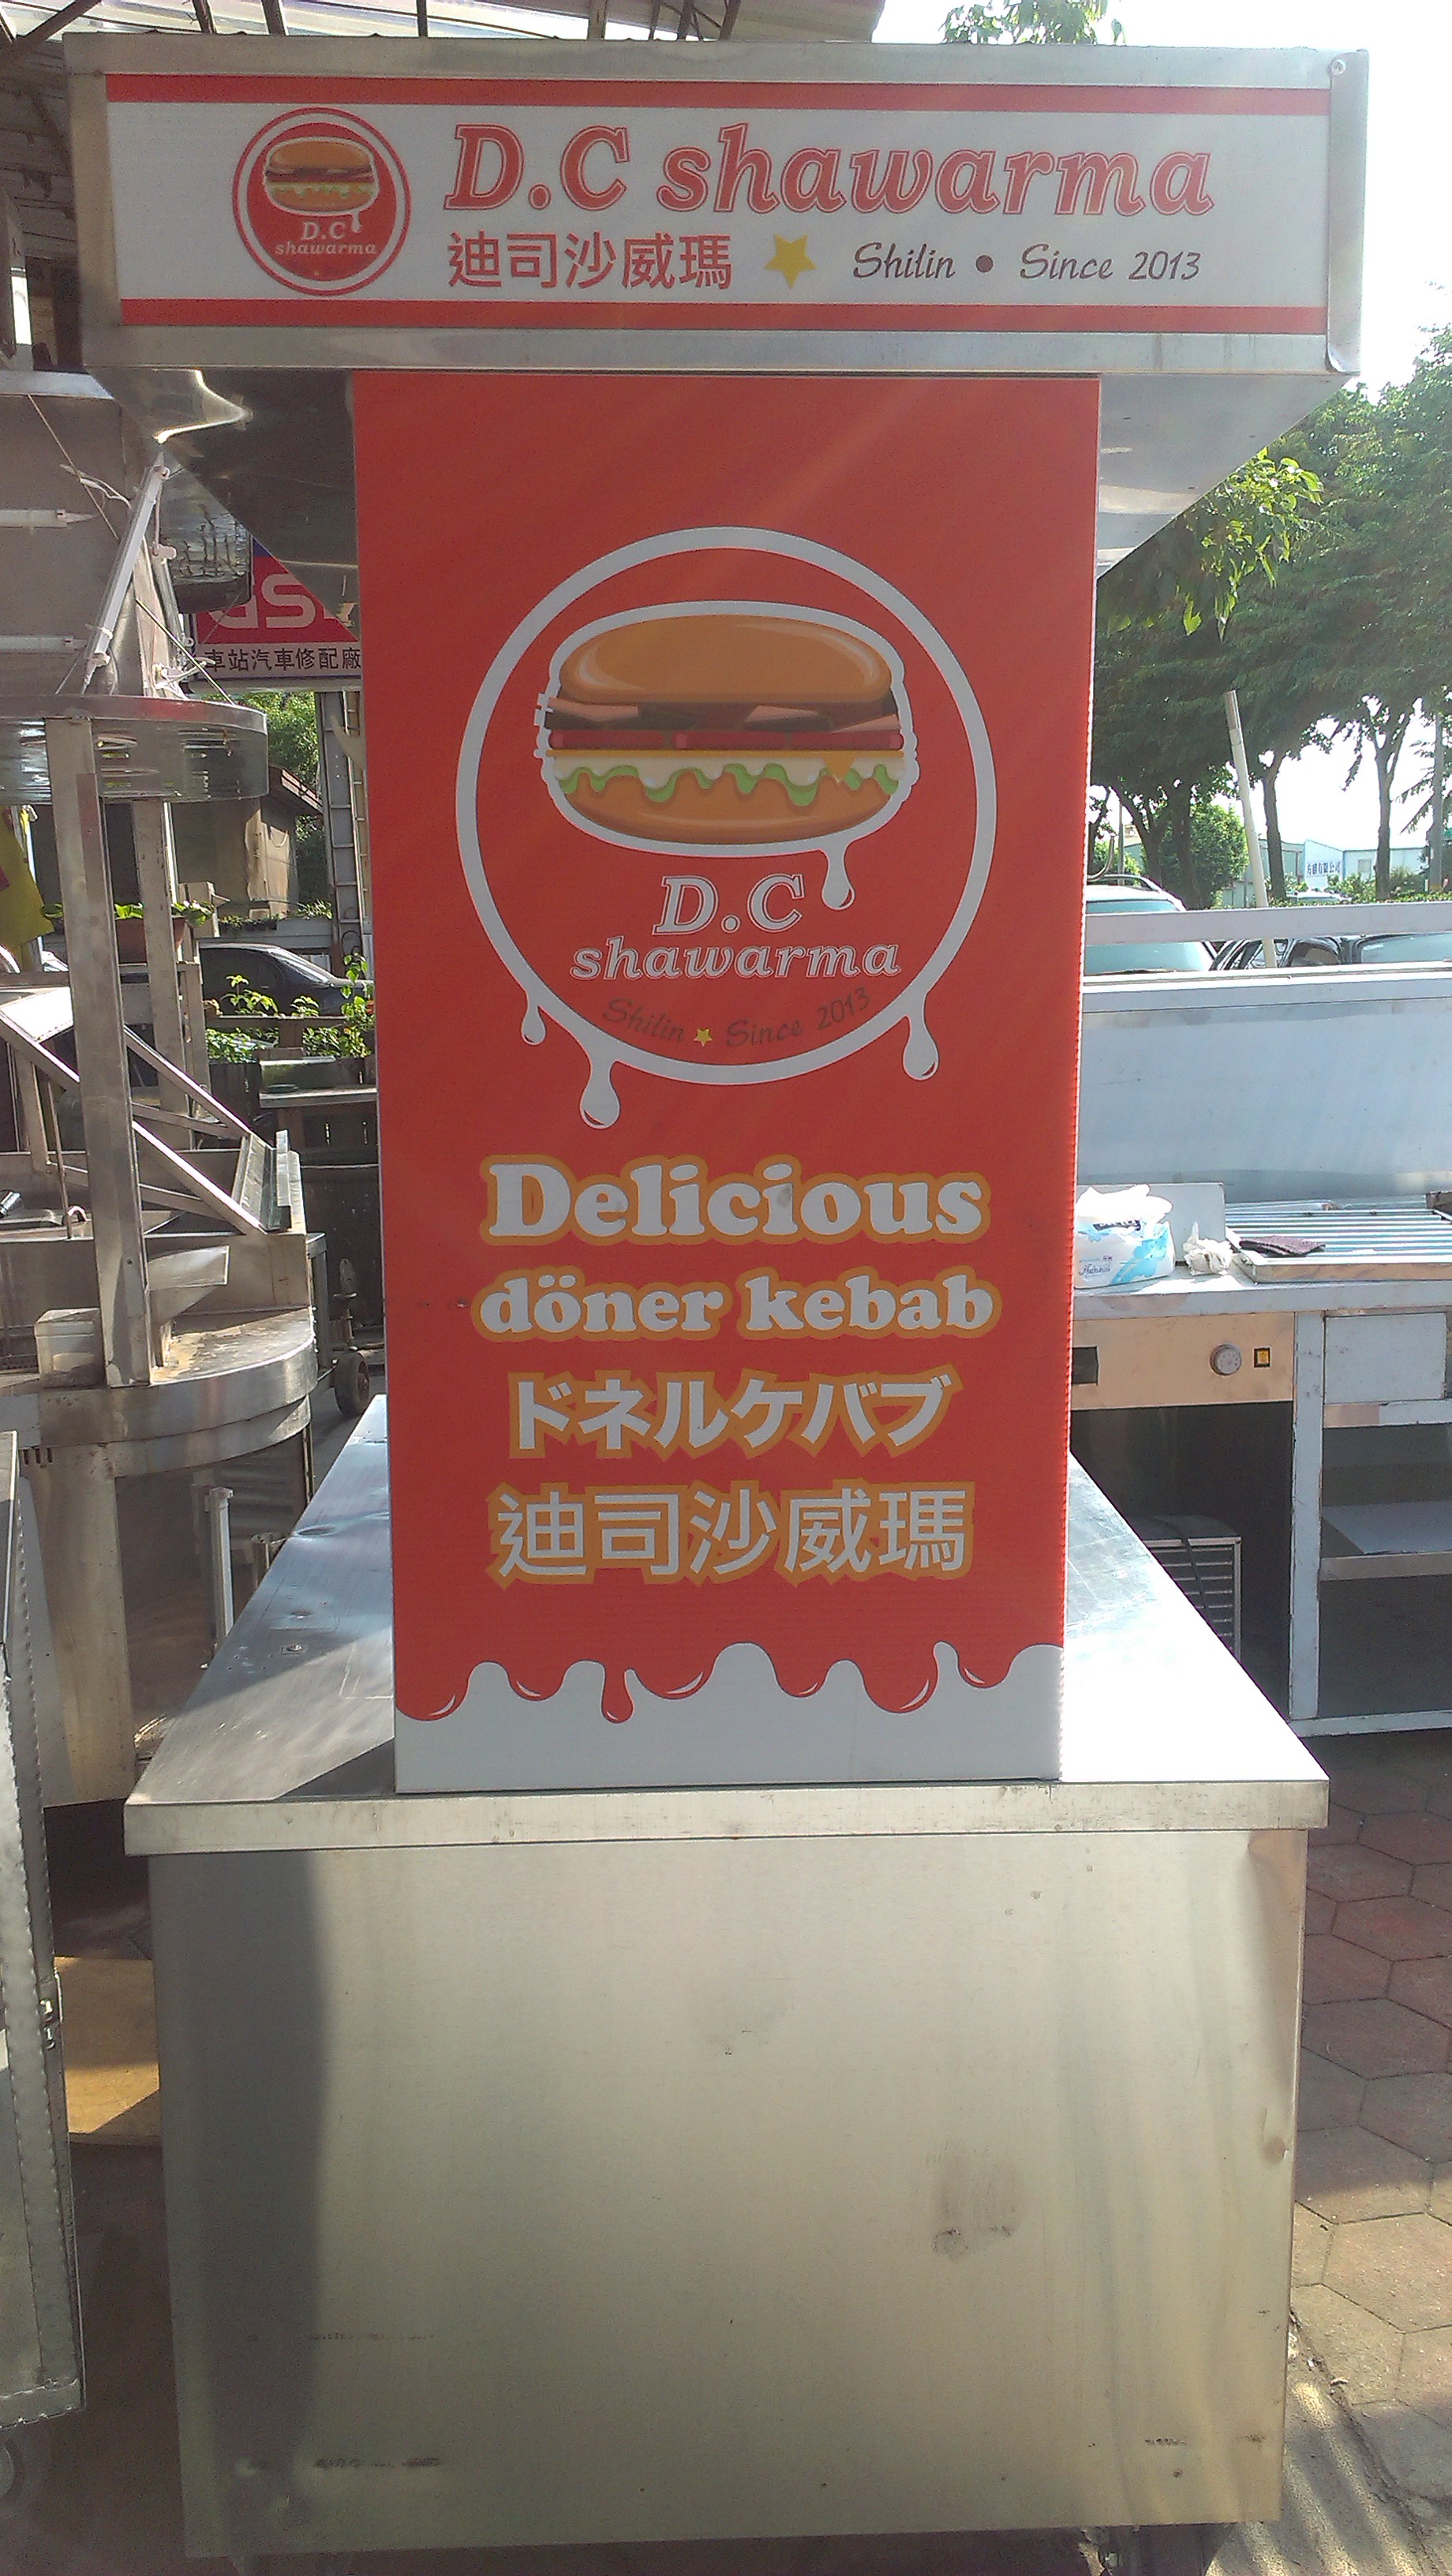 D.C shawarma
迪司沙威瑪 ★ Shilin • Since 2013
D.C
shawarma
D.C
shawarma
Shilin ★ Since 2013
Delicious
döner kebab
ドネルケバブ
迪司沙威瑪
車站汽車修配廠